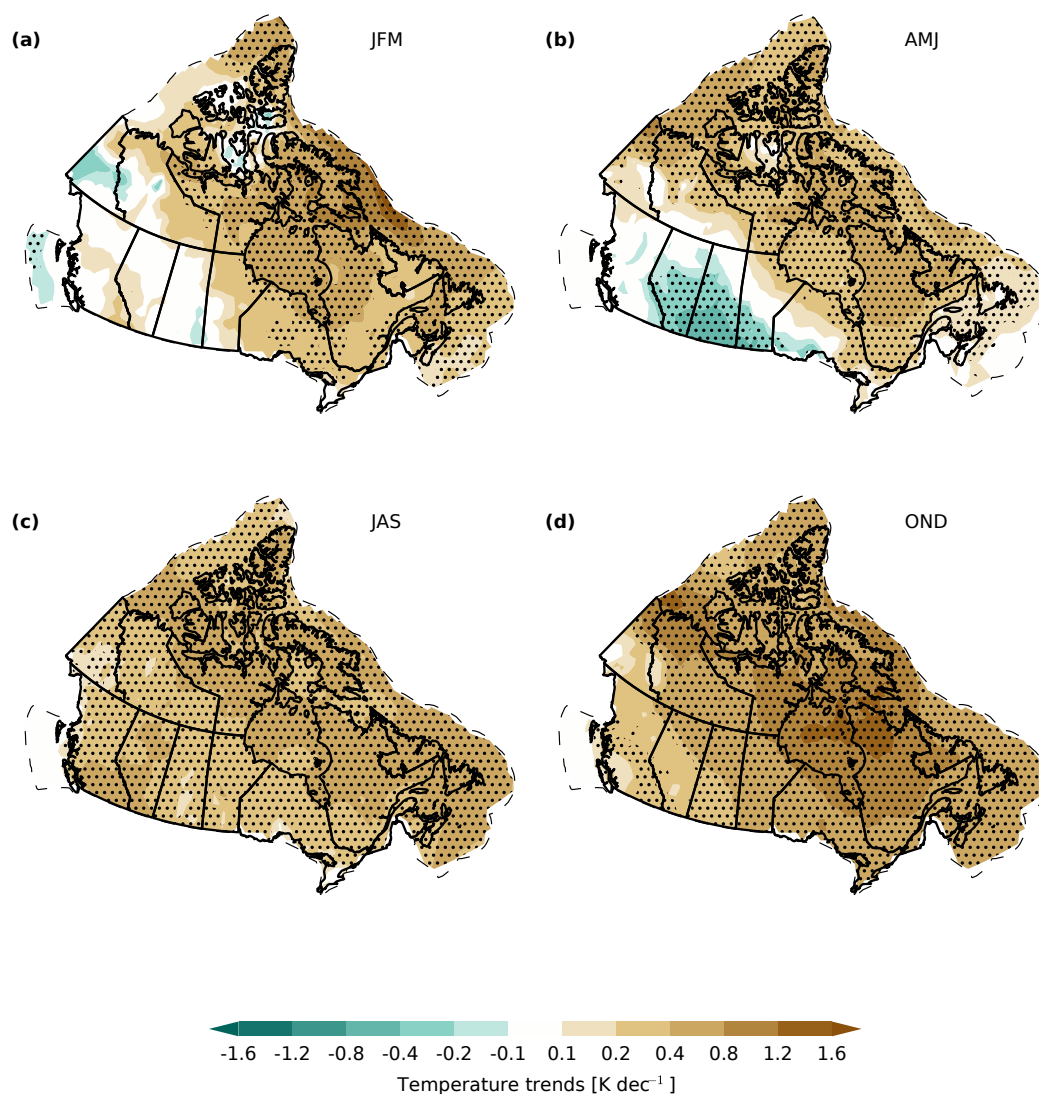 (a) JFM
(b) AMJ
(c) JAS
(d) OND
-1.6 -1.2 -0.8 -0.4 -0.2 -0.1 0.1 0.2 0.4 0.8 1.2 1.6
Temperature trends [K dec⁻¹ ]